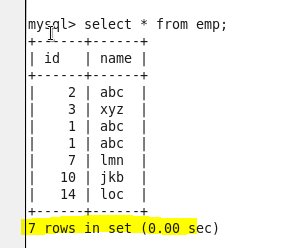 mysql> select * from emp;
+------+------+
| id   | name |
+------+------+
|    2 | abc  |
|    3 | xyz  |
|    1 | abc  |
|    1 | abc  |
|    7 | lmn  |
|   10 | jkb  |
|   14 | loc  |
+------+------+
7 rows in set (0.00 sec)